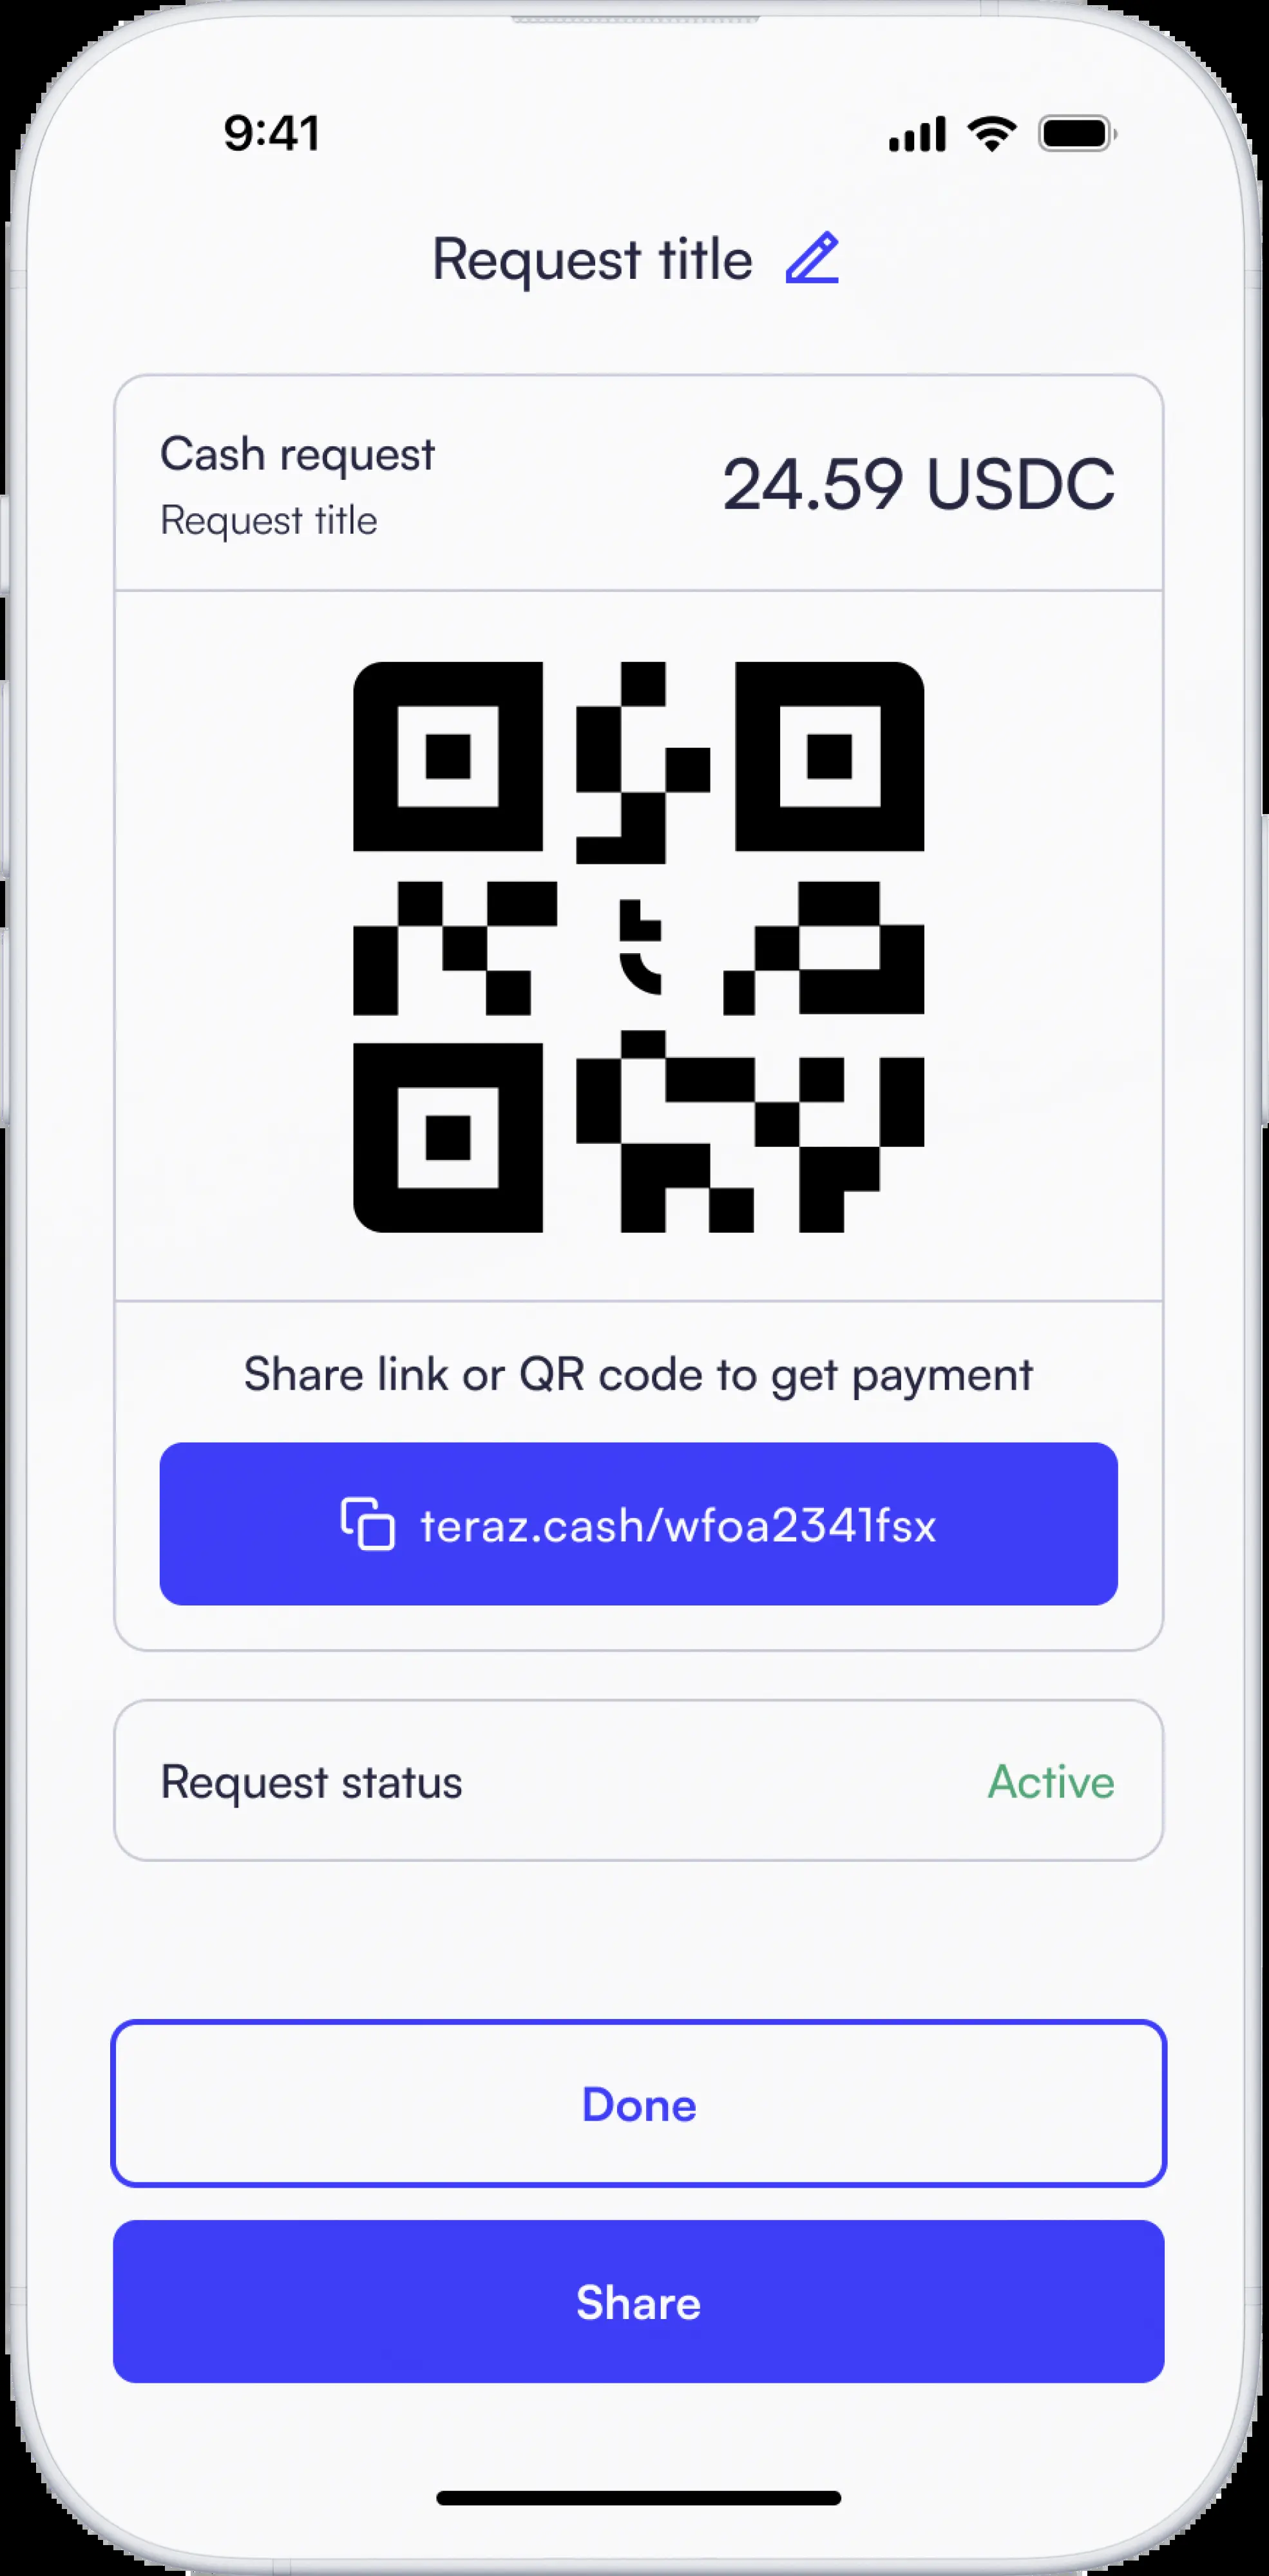 9:41
Request title
Cash request
Request title
24.59 USDC
t
Share link or QR code to get payment
teraz.cash/wfoa2341fsx
Request status
Active
Done
Share